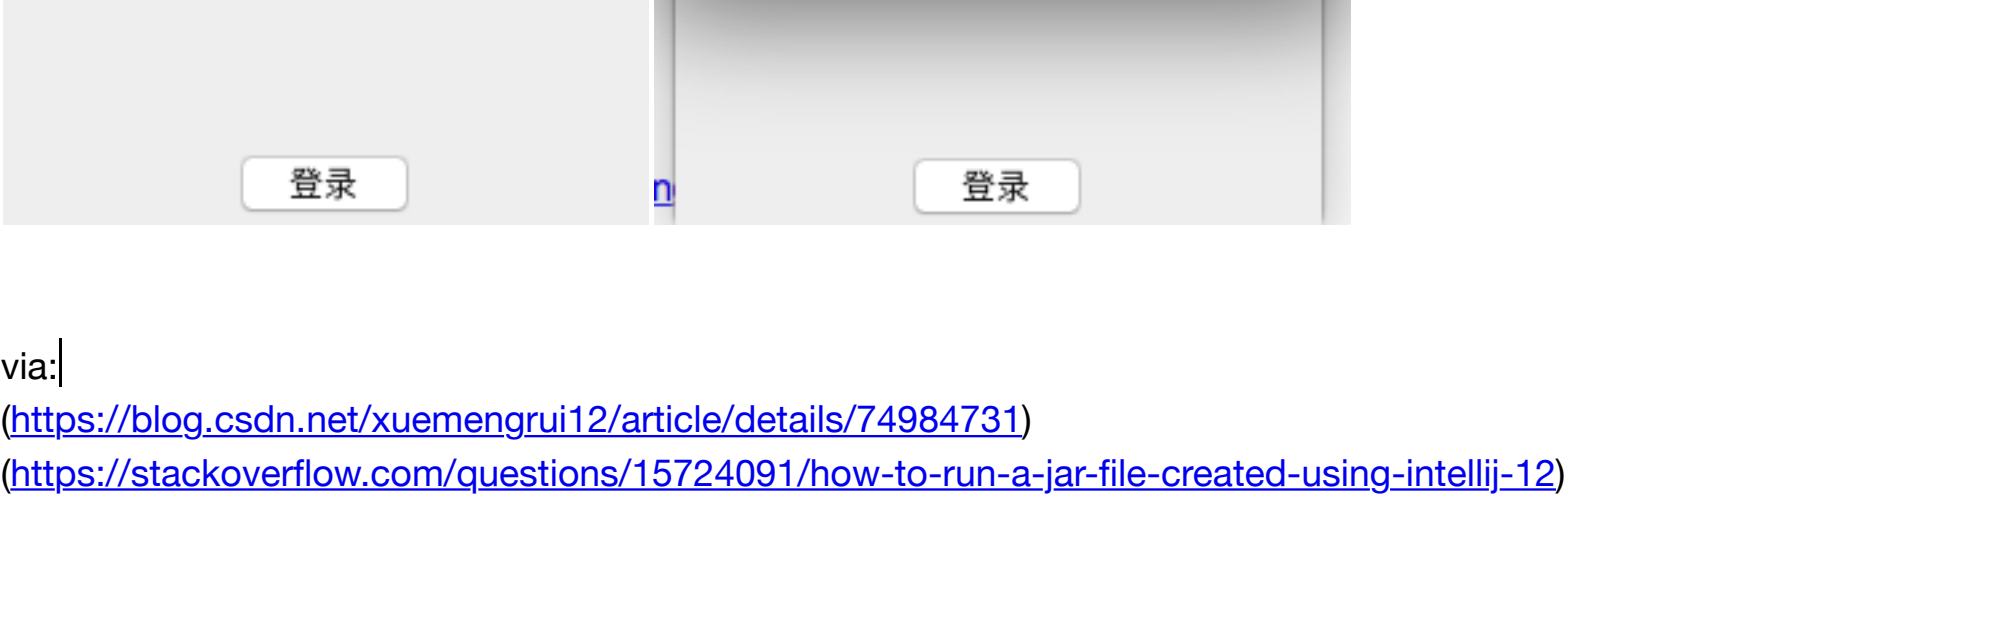 登录
登录
via:
(https://blog.csdn.net/xuemengrui12/article/details/74984731)
(https://stackoverflow.com/questions/15724091/how-to-run-a-jar-file-created-using-intellij-12)